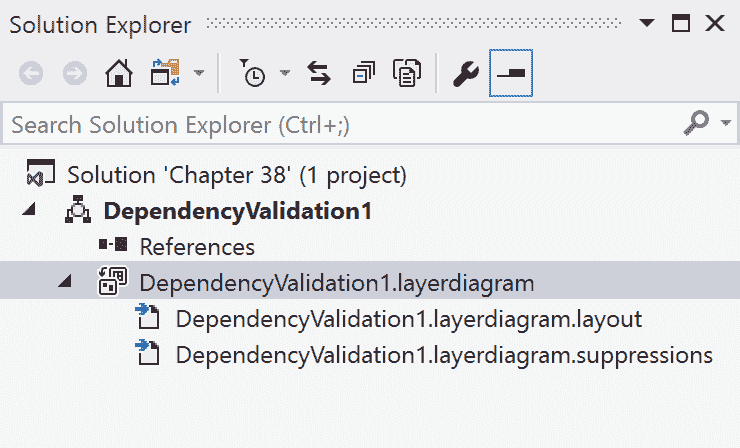 Solution Explorer
Search Solution Explorer (Ctrl+;)
Solution 'Chapter 38' (1 project)
DependencyValidation1
References
DependencyValidation1.layerdiagram
DependencyValidation1.layerdiagram.layout
DependencyValidation1.layerdiagram.suppressions